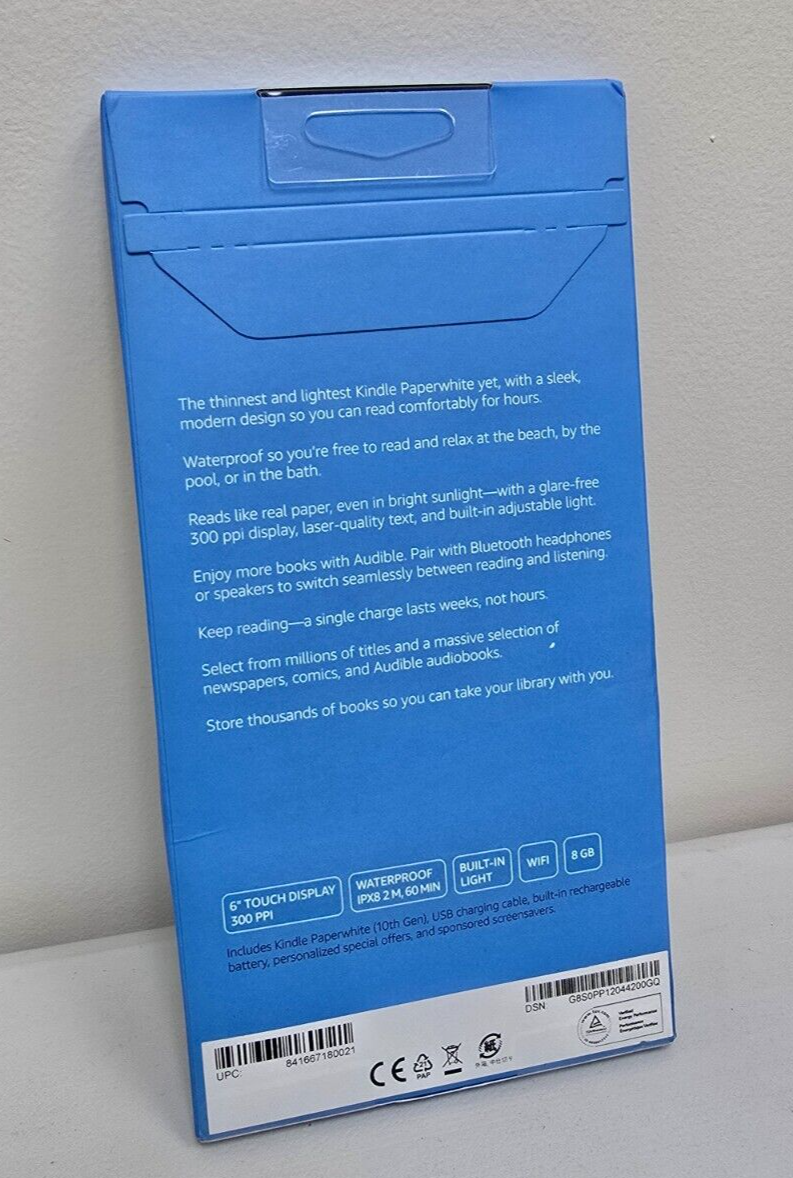 The thinnest and lightest Kindle Paperwhite yet, with a sleek,
modern design so you can read comfortably for hours.
Waterproof so you're free to read and relax at the beach, by the
pool, or in the bath.
Reads like real paper, even in bright sunlight—with a glare-free
300 ppi display, laser-quality text, and built-in adjustable light.
Enjoy more books with Audible. Pair with Bluetooth headphones
or speakers to switch seamlessly between reading and listening.
Keep reading—a single charge lasts weeks, not hours.
Select from millions of titles and a massive selection of
newspapers, comics, and Audible audiobooks.
Store thousands of books so you can take your library with you.
6" TOUCH DISPLAY
300 PPI
WATERPROOF
IPX8 2 M, 60 MIN
BUILT-IN
LIGHT
WIFI
8 GB
Includes Kindle Paperwhite (10th Gen), USB charging cable, built-in rechargeable
battery, personalized special offers, and sponsored screensavers.
DSN G8S0PP12044200GQ
UPC: 841667180021
CE
21
PAP
紙
Verified
Energy Performance